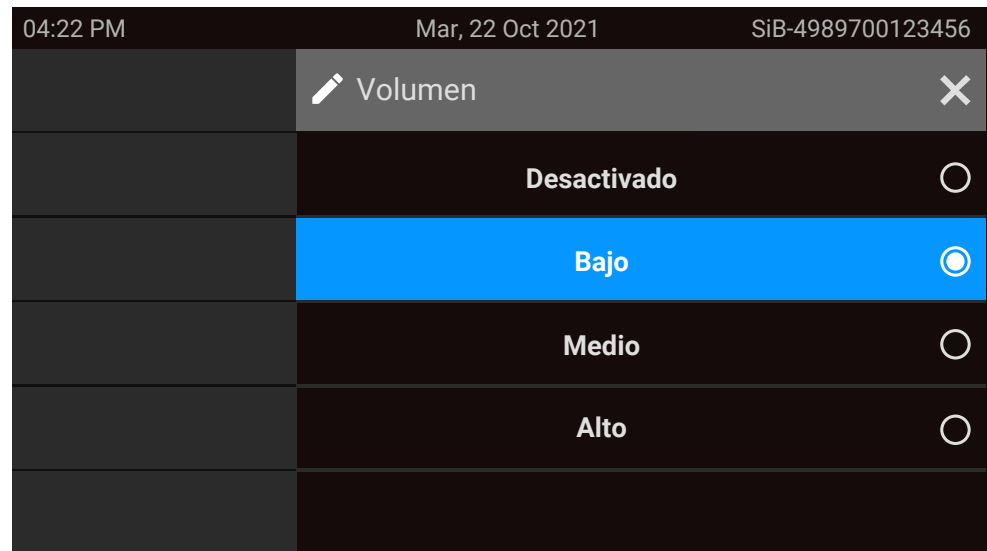 04:22 PM Mar, 22 Oct 2021 SiB-4989700123456
Volumen
Desactivado
Bajo
Medio
Alto